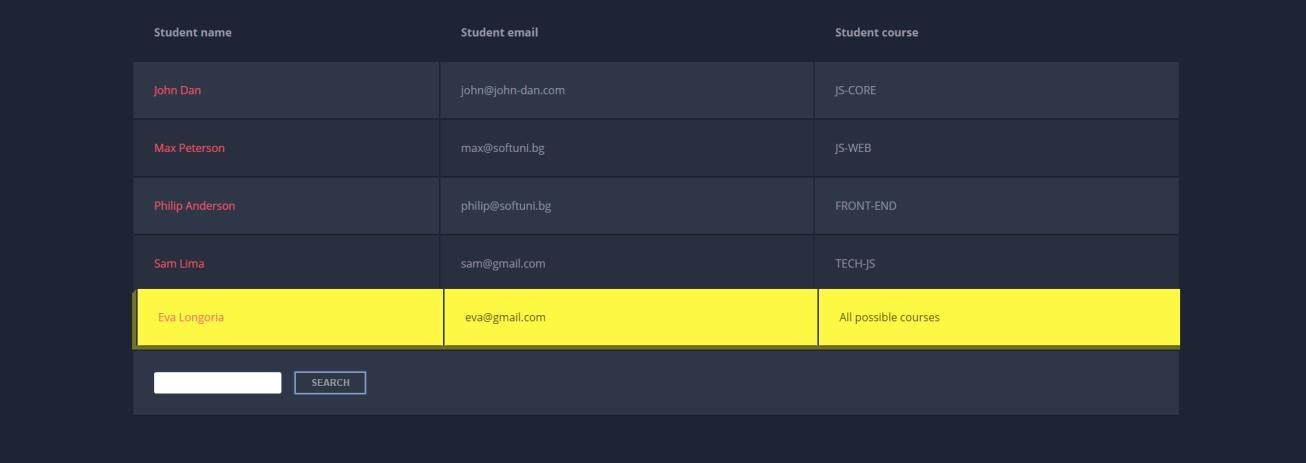 Student name Student email Student course
John Dan john@john-dan.com JS-CORE
Max Peterson max@softuni.bg JS-WEB
Philip Anderson philip@softuni.bg FRONT-END
Sam Lima sam@gmail.com TECH-JS
Eva Longoria eva@gmail.com All possible courses
SEARCH